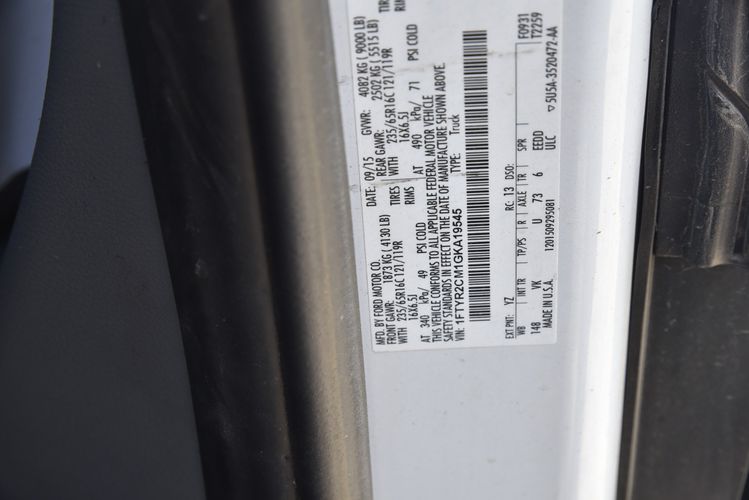 MFD. BY FORD MOTOR CO.
DATE: 09/15 GVWR: 4082 KG ( 9000 LB)
FRONT GAWR: 1873 KG ( 4130 LB) REAR GAWR: 2502 KG ( 5515 LB)
WITH 235/65R16C 121/119R TIRES WITH 235/65R16C 121/119R TIRES
16X6.5J RIMS 16X6.5J RIMS
AT 340 kPa/ 49 PSI COLD AT 490 kPa/ 71 PSI COLD
THIS VEHICLE CONFORMS TO ALL APPLICABLE FEDERAL MOTOR VEHICLE
SAFETY STANDARDS IN EFFECT ON THE DATE OF MANUFACTURE SHOWN ABOVE.
VIN: 1FTYR2CM1GKA19545 TYPE: Truck
EXT PNT: YZ RC: 13 DSO: F0931
WB INT TR TP/PS R AXLE TR SPR T2259
148 VK U 73 6 EEDD
MADE IN U.S.A. 1201509295081 ULC
▽5U5A-3520472-AA